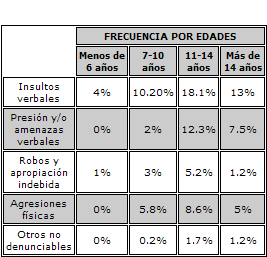 FRECUENCIA POR EDADES
Menos de 6 años 7-10 años 11-14 años Más de 14 años
Insultos verbales 4% 10.20% 18.1% 13%
Presión y/o amenazas verbales 0% 2% 12.3% 7.5%
Robos y apropiación indebida 1% 3% 5.2% 1.2%
Agresiones físicas 0% 5.8% 8.6% 5%
Otros no denunciables 0% 0.2% 1.7% 1.2%